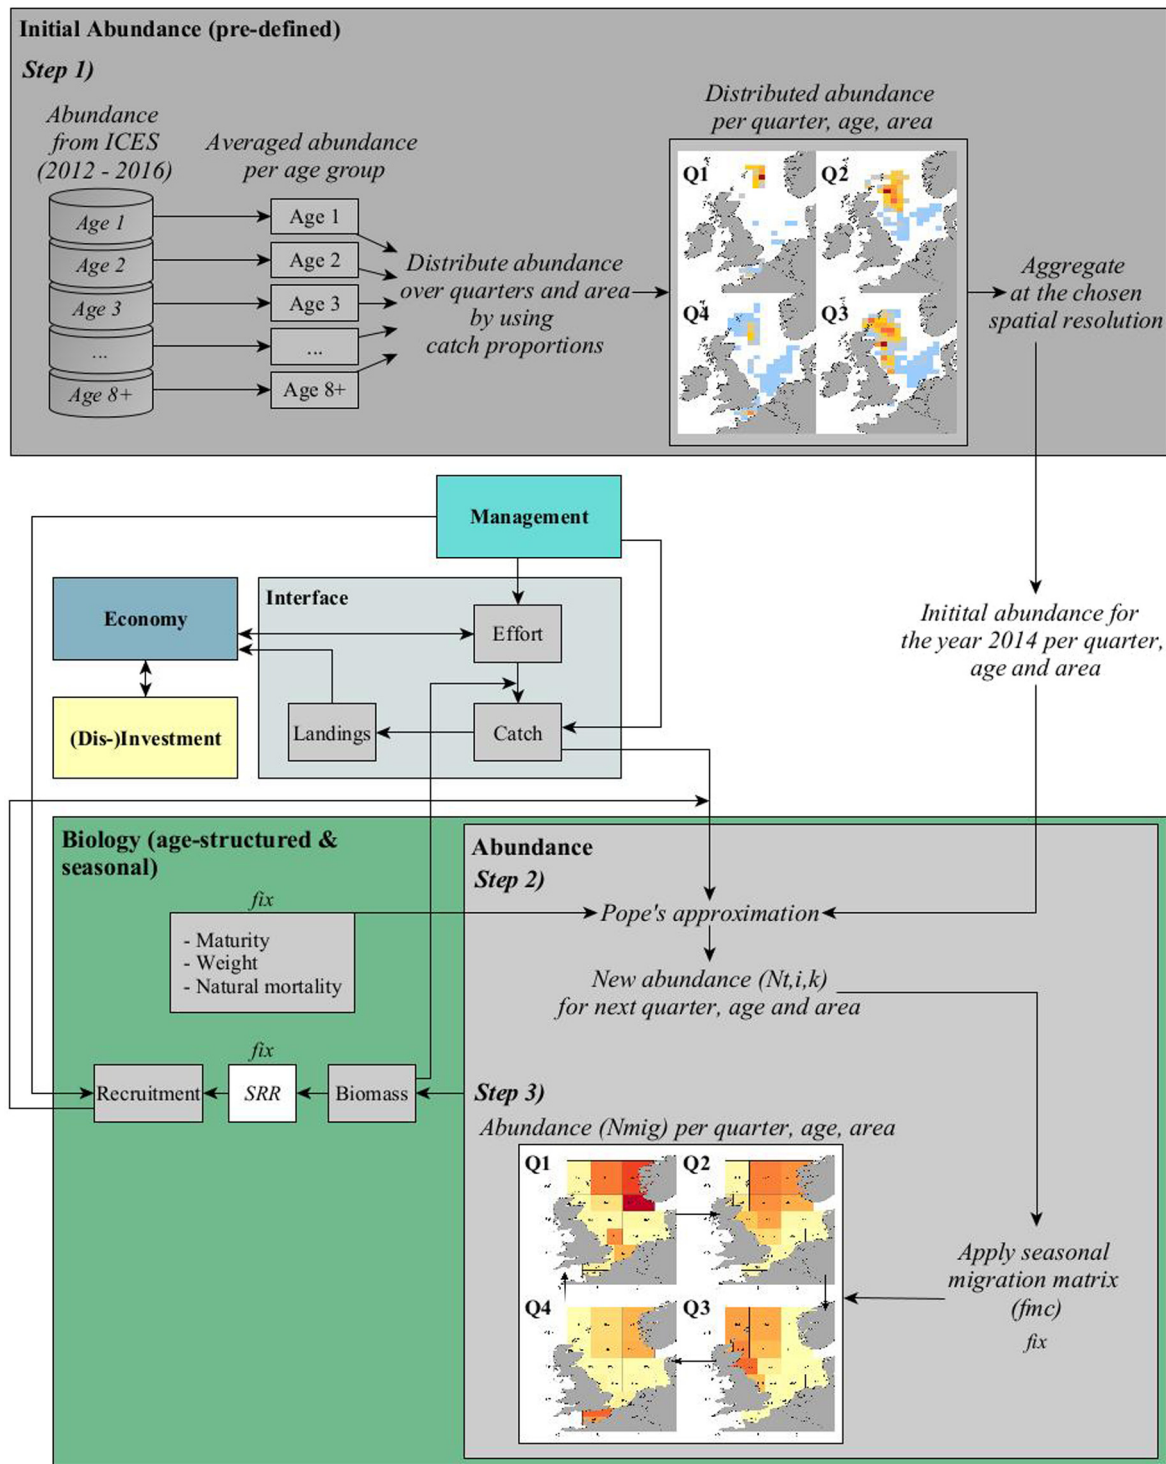 Initial Abundance (pre-defined)
Step 1)
Abundance
from ICES
(2012 - 2016)
Averaged abundance
per age group
Distributed abundance
per quarter, age, area
Age 1
Age 2
Age 3
...
Age 8+
Age 1
Age 2
Age 3
...
Age 8+
Distribute abundance
over quarters and area
by using
catch proportions
Q1
Q2
Q4
Q3
Aggregate
at the chosen
spatial resolution
Management
Economy
(Dis-)Investment
Interface
Effort
Landings
Catch
Initital abundance for
the year 2014 per quarter,
age and area
Biology (age-structured &
seasonal)
fix
- Maturity
- Weight
- Natural mortality
fix
Recruitment
SRR
Biomass
Abundance
Step 2)
Pope's approximation
New abundance (Nt,i,k)
for next quarter, age and area
Step 3)
Abundance (Nmig) per quarter, age, area
Q1
Q2
Q4
Q3
Apply seasonal
migration matrix
(fmc)
fix